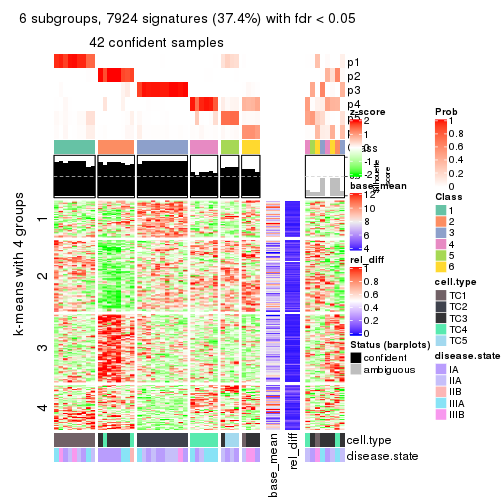 6 subgroups, 7924 signatures (37.4%) with fdr < 0.05
42 confident samples
p1
p2
p3
p4
k-means with 4 groups
1
2
3
4
z-score
2
1
0
-1
-2
base_mean
12
10
8
6
4
rel_diff
1
0.8
0.6
0.4
0.2
0
Status (barplots)
confident
ambiguous
Silhouette
score
Prob
1
0.8
0.6
0.4
0.2
0
Class
1
2
3
4
5
6
cell.type
TC1
TC2
TC3
TC4
TC5
disease.state
IA
IIA
IIB
IIIA
IIIB
cell.type
disease.state
base_mean
rel_diff